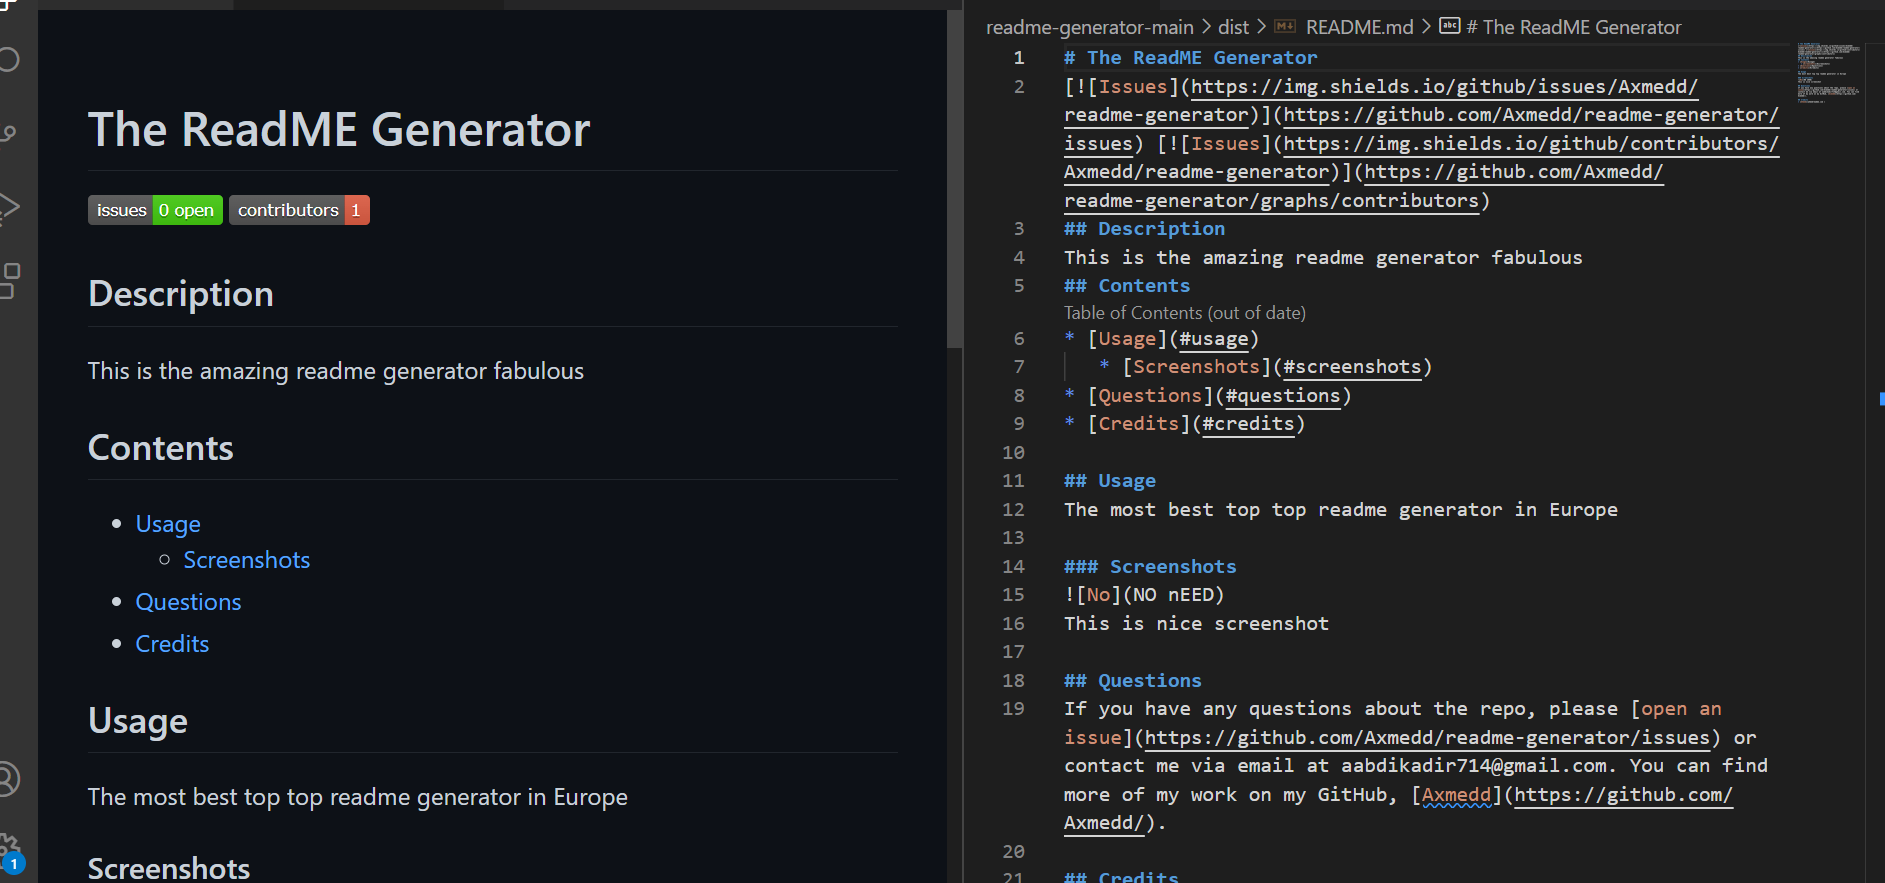 The ReadME Generator
issues 0 open contributors 1
Description
This is the amazing readme generator fabulous
Contents
Usage
Screenshots
Questions
Credits
Usage
The most best top top readme generator in Europe
Screenshots
1
readme-generator-main > dist > README.md > # The ReadME Generator
1 # The ReadME Generator
2 [![Issues](https://img.shields.io/github/issues/Axmedd/
readme-generator)](https://github.com/Axmedd/readme-generator/
issues) [![Issues](https://img.shields.io/github/contributors/
Axmedd/readme-generator)](https://github.com/Axmedd/
readme-generator/graphs/contributors)
3 ## Description
4 This is the amazing readme generator fabulous
5 ## Contents
Table of Contents (out of date)
6 * [Usage](#usage)
7 * [Screenshots](#screenshots)
8 * [Questions](#questions)
9 * [Credits](#credits)
10
11 ## Usage
12 The most best top top readme generator in Europe
13
14 ### Screenshots
15 ![No](NO nEED)
16 This is nice screenshot
17
18 ## Questions
19 If you have any questions about the repo, please [open an
issue](https://github.com/Axmedd/readme-generator/issues) or
contact me via email at aabdikadir714@gmail.com. You can find
more of my work on my GitHub, [Axmedd](https://github.com/
Axmedd/).
20
21 ## Credits